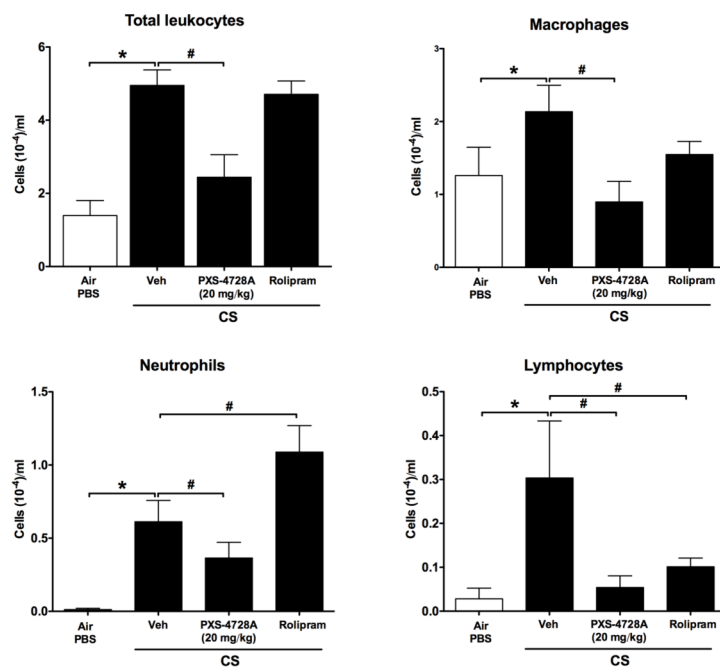 Total leukocytes
Cells (10⁻⁴)/ml
6
4
2
0
*
#
Air
PBS
Veh
PXS-4728A
(20 mg/kg)
Rolipram
CS
Macrophages
Cells (10⁻⁴)/ml
3
2
1
0
*
#
Air
PBS
Veh
PXS-4728A
(20 mg/kg)
Rolipram
CS
Neutrophils
Cells (10⁻⁴)/ml
1.5
1.0
0.5
0.0
#
*
#
Air
PBS
Veh
PXS-4728A
(20 mg/kg)
Rolipram
CS
Lymphocytes
Cells (10⁻⁴)/ml
0.5
0.4
0.3
0.2
0.1
0.0
#
*
#
Air
PBS
Veh
PXS-4728A
(20 mg/kg)
Rolipram
CS